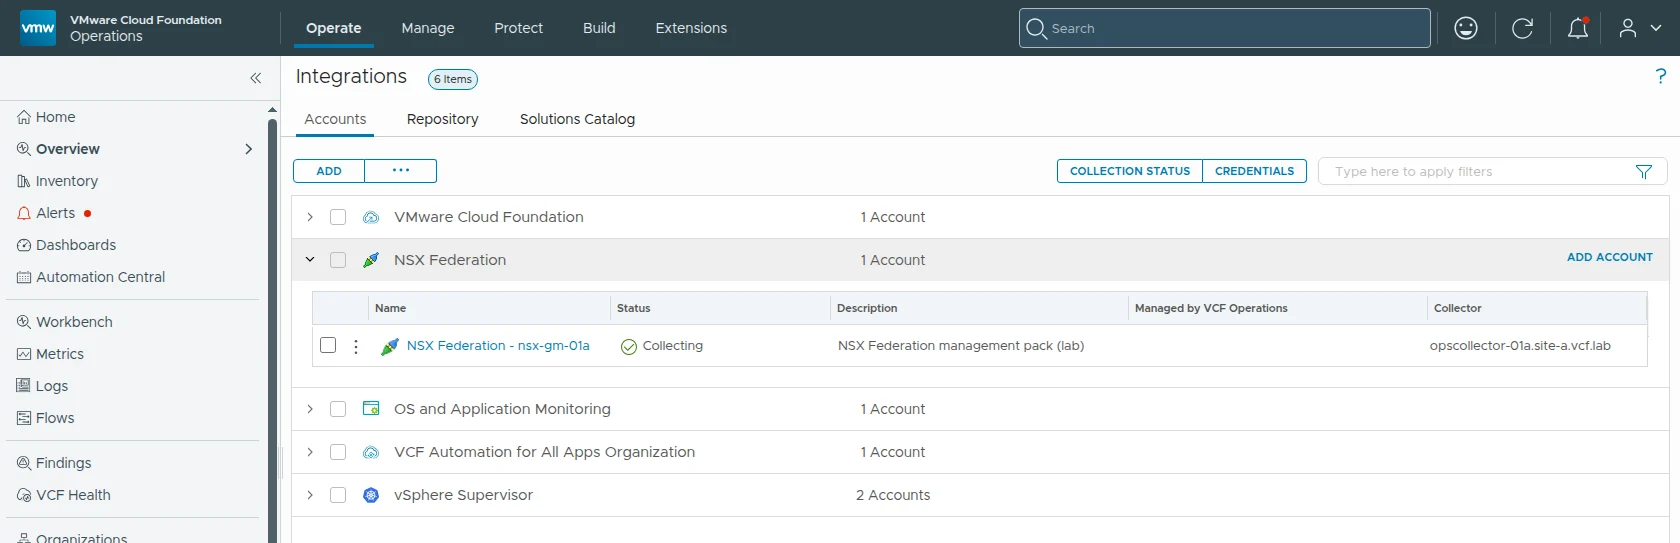 vmw
VMware Cloud Foundation
Operations
Operate
Manage
Protect
Build
Extensions
Search
Integrations
6 Items
?
Home
Overview
Inventory
Alerts
Dashboards
Automation Central
Workbench
Metrics
Logs
Flows
Findings
VCF Health
Organizations
Accounts
Repository
Solutions Catalog
ADD
...
COLLECTION STATUS
CREDENTIALS
Type here to apply filters
VMware Cloud Foundation 1 Account
NSX Federation 1 Account ADD ACCOUNT
Name Status Description Managed by VCF Operations Collector
NSX Federation - nsx-gm-01a Collecting NSX Federation management pack (lab) opscollector-01a.site-a.vcf.lab
OS and Application Monitoring 1 Account
VCF Automation for All Apps Organization 1 Account
vSphere Supervisor 2 Accounts